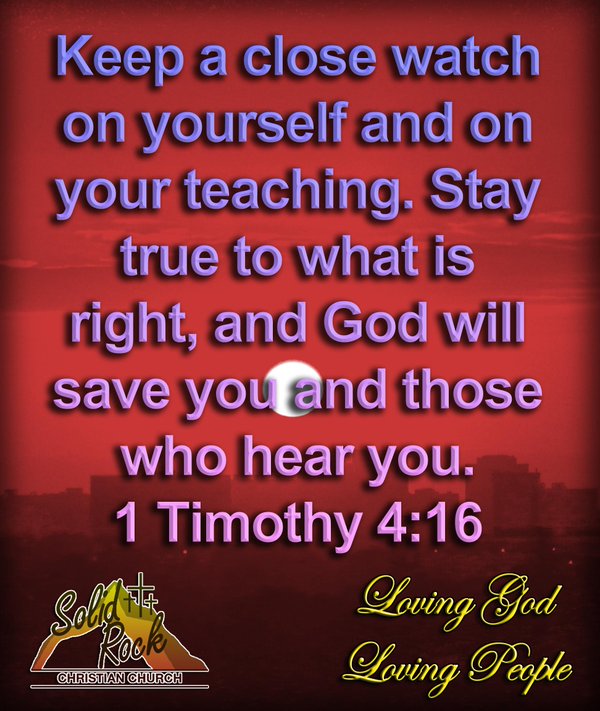 Keep a close watch
on yourself and on
your teaching. Stay
true to what is
right, and God will
save you and those
who hear you.
1 Timothy 4:16
Solid
Rock
CHRISTIAN CHURCH
Loving God
Loving People